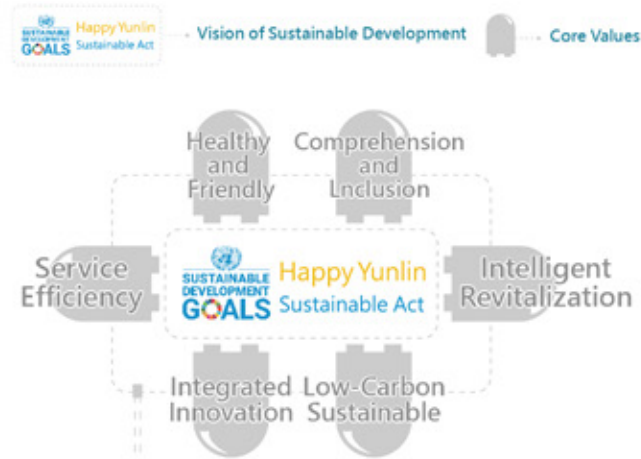 SUSTAINABLE
DEVELOPMENT
GOALS
Happy Yunlin
Sustainable Act
Vision of Sustainable Development
Core Values
Healthy
and
Friendly
Comprehension
and
Lnclusion
Service
Efficiency
SUSTAINABLE
DEVELOPMENT
GOALS
Happy Yunlin
Sustainable Act
Intelligent
Revitalization
Integrated
Innovation
Low-Carbon
Sustainable